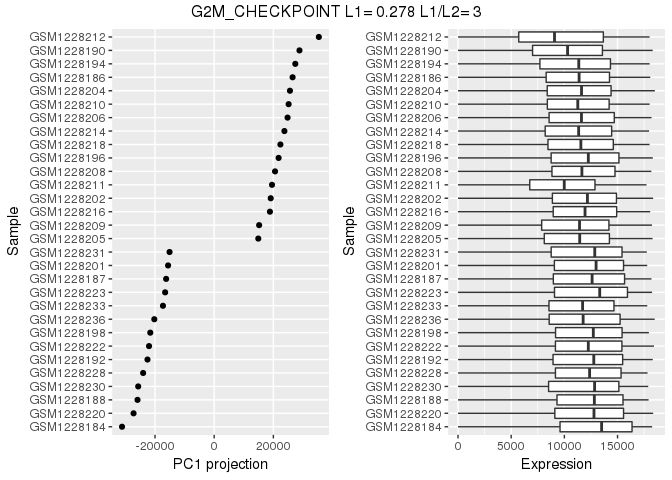 G2M_CHECKPOINT L1= 0.278 L1/L2= 3
Sample
GSM1228212
GSM1228190
GSM1228194
GSM1228186
GSM1228204
GSM1228210
GSM1228206
GSM1228214
GSM1228218
GSM1228196
GSM1228208
GSM1228211
GSM1228202
GSM1228216
GSM1228209
GSM1228205
GSM1228231
GSM1228201
GSM1228187
GSM1228223
GSM1228233
GSM1228236
GSM1228198
GSM1228222
GSM1228192
GSM1228228
GSM1228230
GSM1228188
GSM1228220
GSM1228184
-20000 0 20000
PC1 projection
Sample
GSM1228212
GSM1228190
GSM1228194
GSM1228186
GSM1228204
GSM1228210
GSM1228206
GSM1228214
GSM1228218
GSM1228196
GSM1228208
GSM1228211
GSM1228202
GSM1228216
GSM1228209
GSM1228205
GSM1228231
GSM1228201
GSM1228187
GSM1228223
GSM1228233
GSM1228236
GSM1228198
GSM1228222
GSM1228192
GSM1228228
GSM1228230
GSM1228188
GSM1228220
GSM1228184
0 5000 10000 15000
Expression